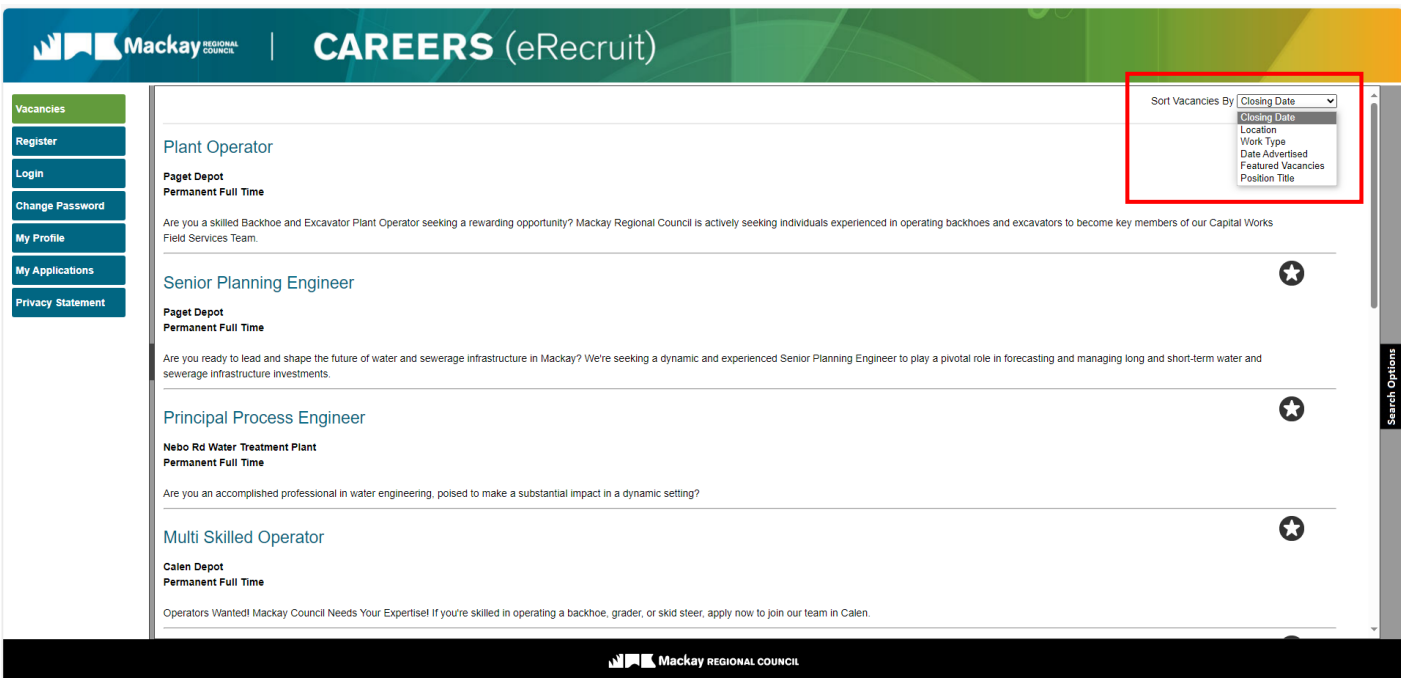 Mackay REGIONAL COUNCIL
CAREERS (eRecruit)
Vacancies
Register
Login
Change Password
My Profile
My Applications
Privacy Statement
Sort Vacancies By Closing Date
Closing Date
Location
Work Type
Date Advertised
Featured Vacancies
Position Title
Plant Operator
Paget Depot
Permanent Full Time
Are you a skilled Backhoe and Excavator Plant Operator seeking a rewarding opportunity? Mackay Regional Council is actively seeking individuals experienced in operating backhoes and excavators to become key members of our Capital Works
Field Services Team.
Senior Planning Engineer
Paget Depot
Permanent Full Time
Are you ready to lead and shape the future of water and sewerage infrastructure in Mackay? We're seeking a dynamic and experienced Senior Planning Engineer to play a pivotal role in forecasting and managing long and short-term water and
sewerage infrastructure investments.
Principal Process Engineer
Nebo Rd Water Treatment Plant
Permanent Full Time
Are you an accomplished professional in water engineering, poised to make a substantial impact in a dynamic setting?
Multi Skilled Operator
Calen Depot
Permanent Full Time
Operators Wanted! Mackay Council Needs Your Expertise! If you're skilled in operating a backhoe, grader, or skid steer, apply now to join our team in Calen.
Search Options
Mackay REGIONAL COUNCIL